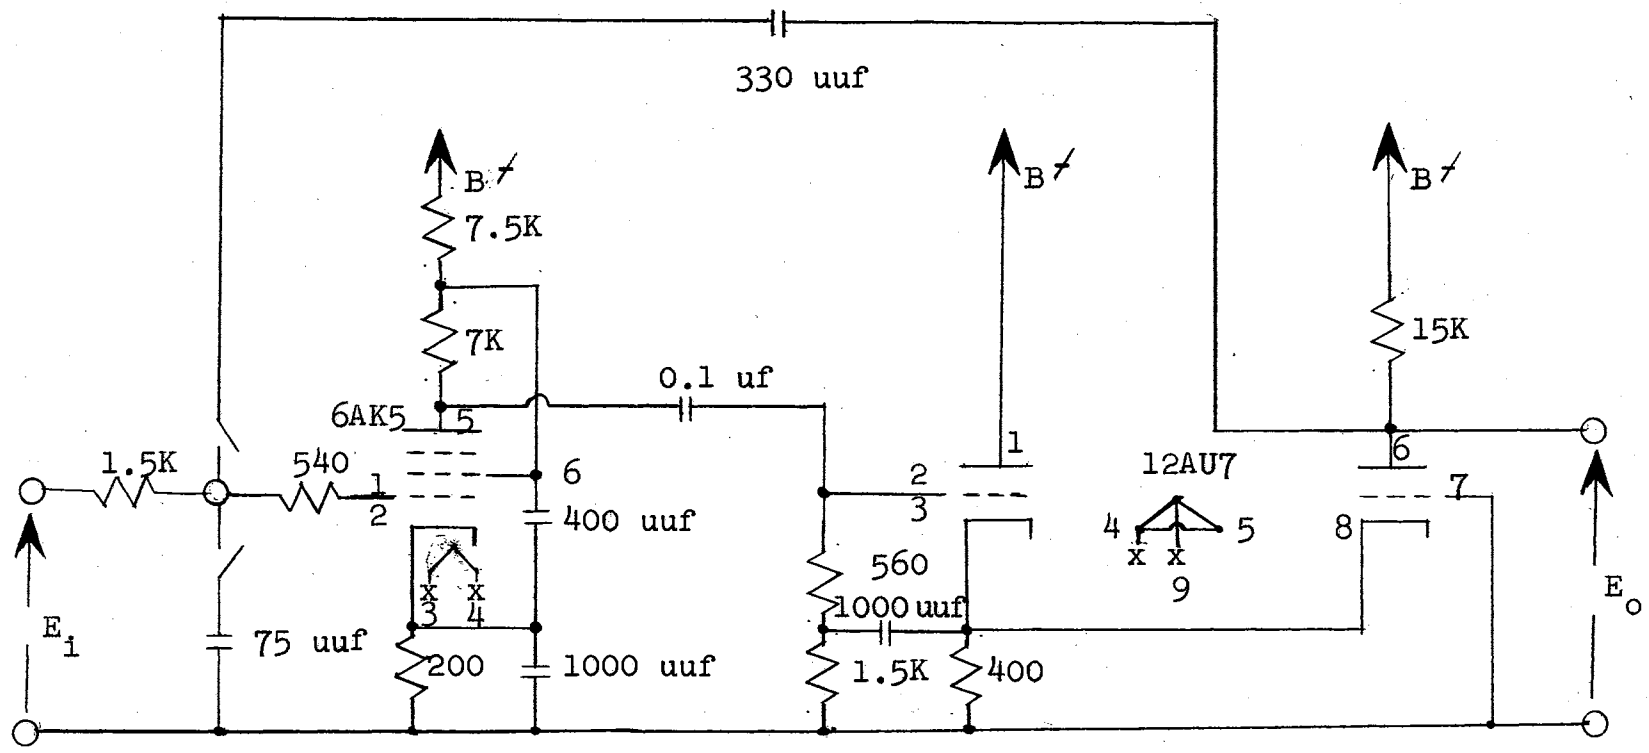 330 uuf
B+
B+
B+
7.5K
7K
15K
0.1 uf
6AK5
5
1
6
12AU7
1.5K
540
1
2
6
2
3
7
400 uuf
4
5
8
x x
9
x x
3 4
560
1000 uuf
E i
75 uuf
200
1000 uuf
1.5K
400
E o